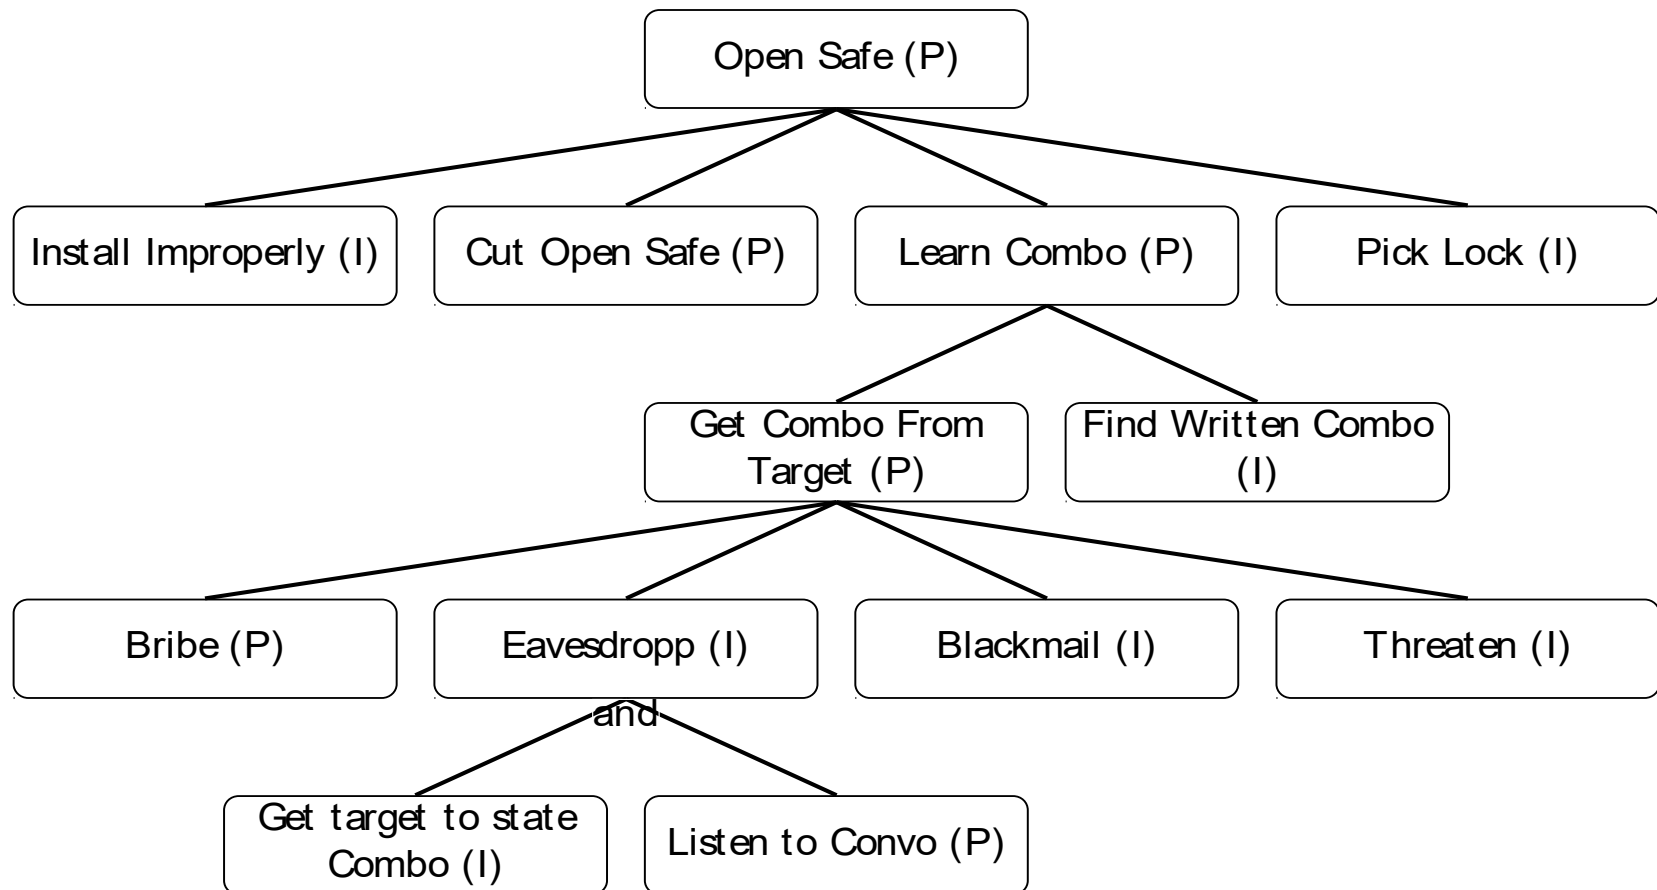 Open Safe (P)
Install Improperly (I)
Cut Open Safe (P)
Learn Combo (P)
Pick Lock (I)
Get Combo From
Target (P)
Find Written Combo
(I)
Bribe (P)
Eavesdropp (I)
Blackmail (I)
Threaten (I)
and
Get target to state
Combo (I)
Listen to Convo (P)